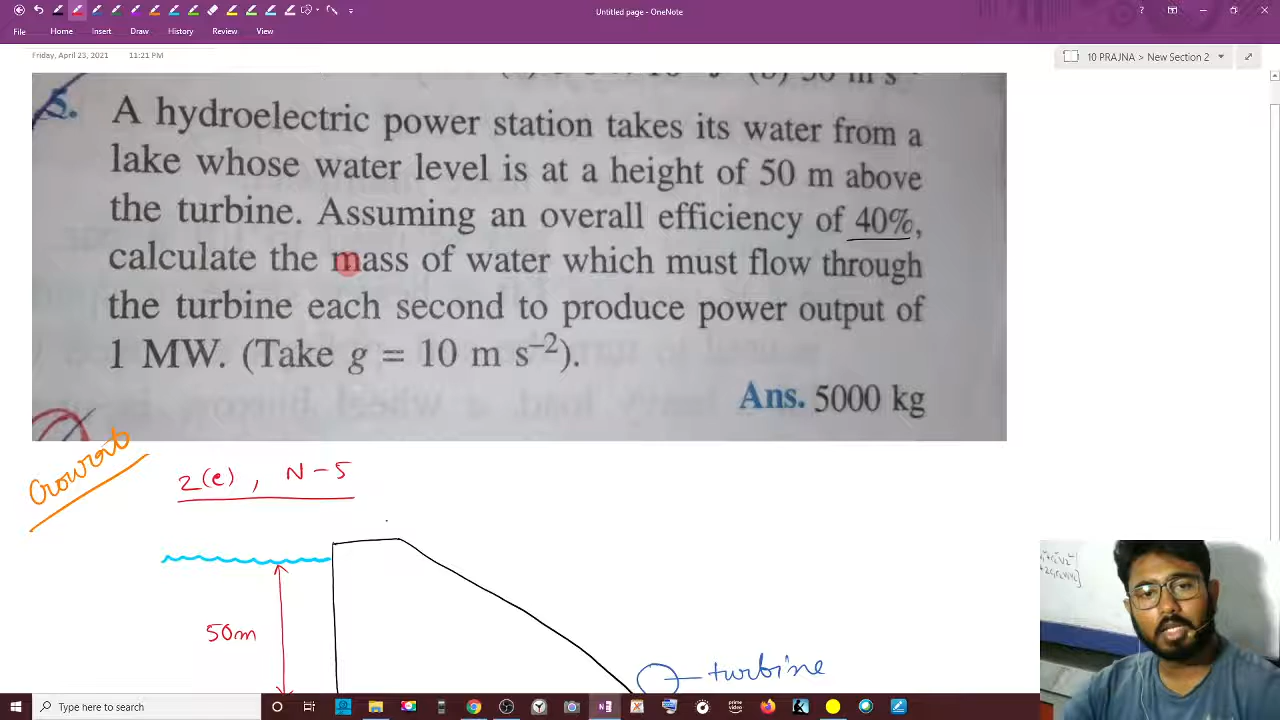 Untitled page - OneNote
File Home Insert Draw History Review View
Friday, April 23, 2021 11:21 PM
10 PRAJNA > New Section 2
5. A hydroelectric power station takes its water from a
lake whose water level is at a height of 50 m above
the turbine. Assuming an overall efficiency of 40%,
calculate the mass of water which must flow through
the turbine each second to produce power output of
1 MW. (Take g = 10 m s⁻²).
Ans. 5000 kg
2(e), N-5
50m
turbine
Type here to search